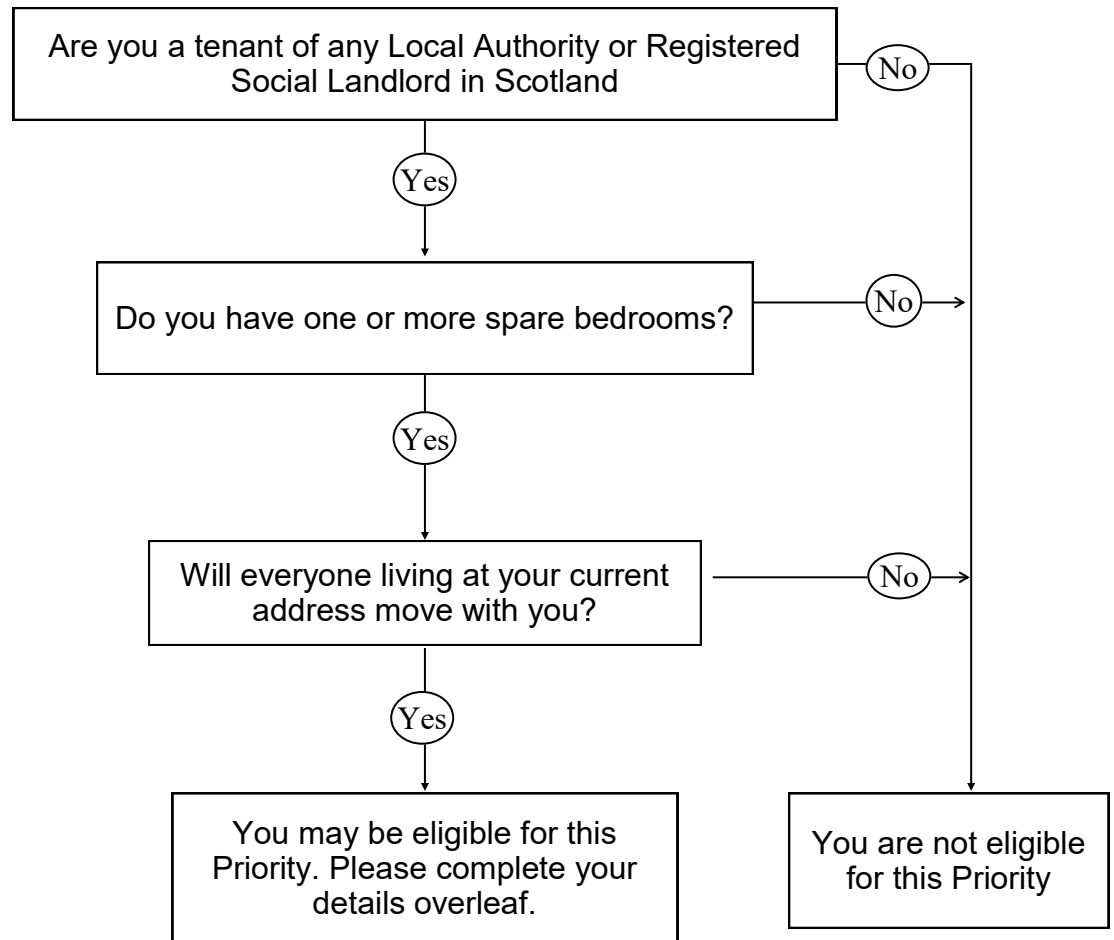 Are you a tenant of any Local Authority or Registered
Social Landlord in Scotland
No
Yes
Do you have one or more spare bedrooms?
No
Yes
Will everyone living at your current
address move with you?
No
Yes
You may be eligible for this
Priority. Please complete your
details overleaf.
You are not eligible
for this Priority